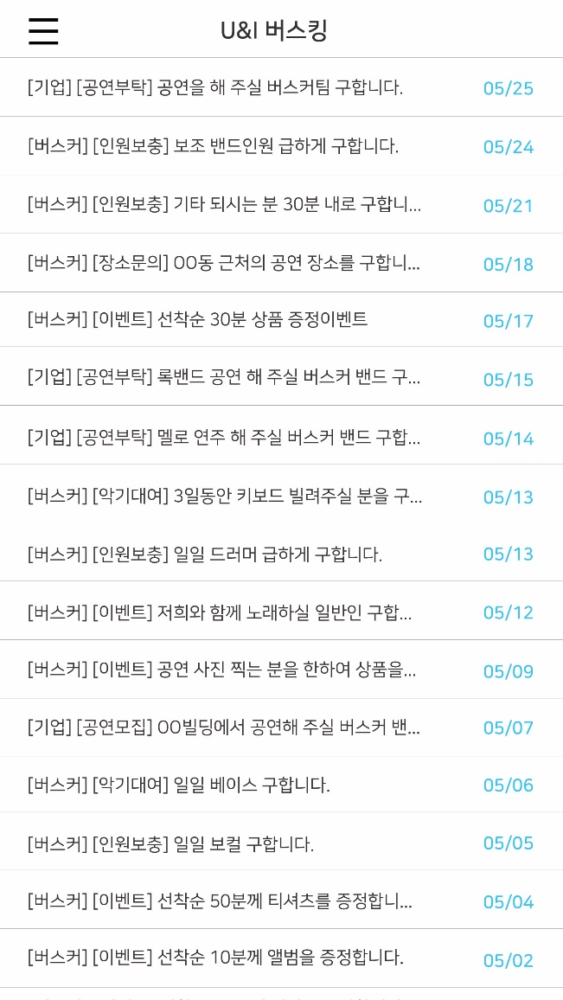 U&I 버스킹
[기업] [공연부탁] 공연을 해 주실 버스커팀 구합니다. 05/25
[버스커] [인원보충] 보조 밴드인원 급하게 구합니다. 05/24
[버스커] [인원보충] 기타 되시는 분 30분 내로 구합니... 05/21
[버스커] [장소문의] OO동 근처의 공연 장소를 구합니... 05/18
[버스커] [이벤트] 선착순 30분 상품 증정이벤트 05/17
[기업] [공연부탁] 록밴드 공연 해 주실 버스커 밴드 구... 05/15
[기업] [공연부탁] 멜로 연주 해 주실 버스커 밴드 구합... 05/14
[버스커] [악기대여] 3일동안 키보드 빌려주실 분을 구... 05/13
[버스커] [인원보충] 일일 드러머 급하게 구합니다. 05/13
[버스커] [이벤트] 저희와 함께 노래하실 일반인 구합... 05/12
[버스커] [이벤트] 공연 사진 찍는 분을 한하여 상품을... 05/09
[기업] [공연모집] OO빌딩에서 공연해 주실 버스커 밴... 05/07
[버스커] [악기대여] 일일 베이스 구합니다. 05/06
[버스커] [인원보충] 일일 보컬 구합니다. 05/05
[버스커] [이벤트] 선착순 50분께 티셔츠를 증정합니... 05/04
[버스커] [이벤트] 선착순 10분께 앨범을 증정합니다. 05/02